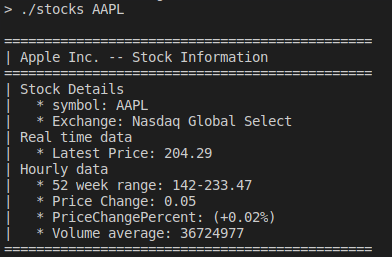 > ./stocks AAPL
==============================================
| Apple Inc. -- Stock Information
==============================================
| Stock Details
|   * symbol: AAPL
|   * Exchange: Nasdaq Global Select
| Real time data
|   * Latest Price: 204.29
| Hourly data
|   * 52 week range: 142-233.47
|   * Price Change: 0.05
|   * PriceChangePercent: (+0.02%)
|   * Volume average: 36724977
==============================================